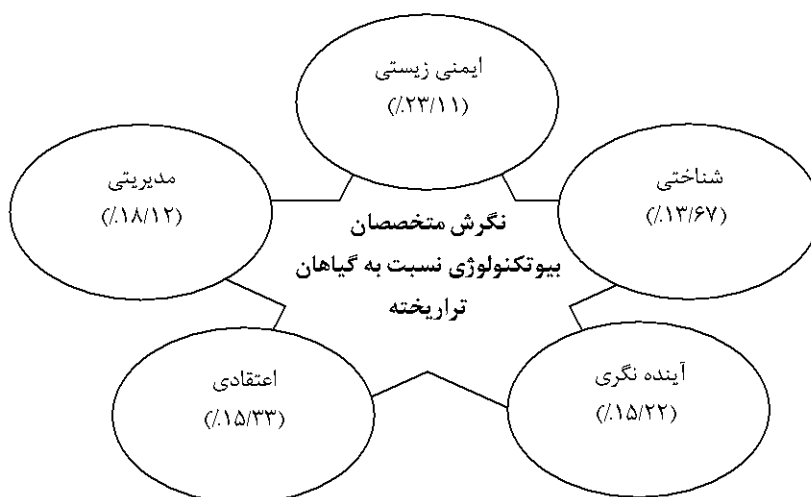 ایمنی زیستی
(٪۲۳/۱۱)
شناختی
(٪۱۳/۶۷)
مدیریتی
(٪۱۸/۱۲)
نگرش متخصصان
بیوتکنولوژی نسبت به گیاهان
تراریخته
آینده نگری
(٪۱۵/۲۲)
اعتقادی
(٪۱۵/۳۳)